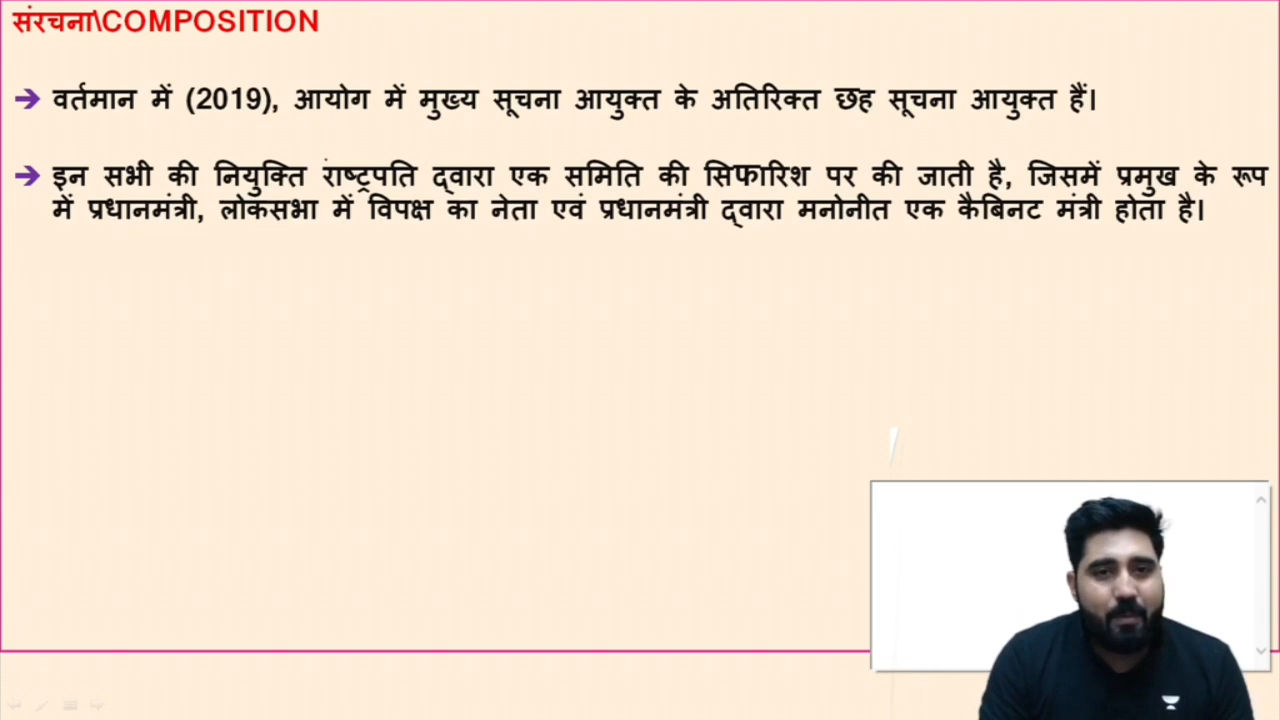 संरचना\COMPOSITION
➔ वर्तमान में (2019), आयोग में मुख्य सूचना आयुक्त के अतिरिक्त छह सूचना आयुक्त हैं।
➔ इन सभी की नियुक्ति राष्ट्रपति द्वारा एक समिति की सिफारिश पर की जाती है, जिसमें प्रमुख के रूप
में प्रधानमंत्री, लोकसभा में विपक्ष का नेता एवं प्रधानमंत्री द्वारा मनोनीत एक कैबिनट मंत्री होता है।